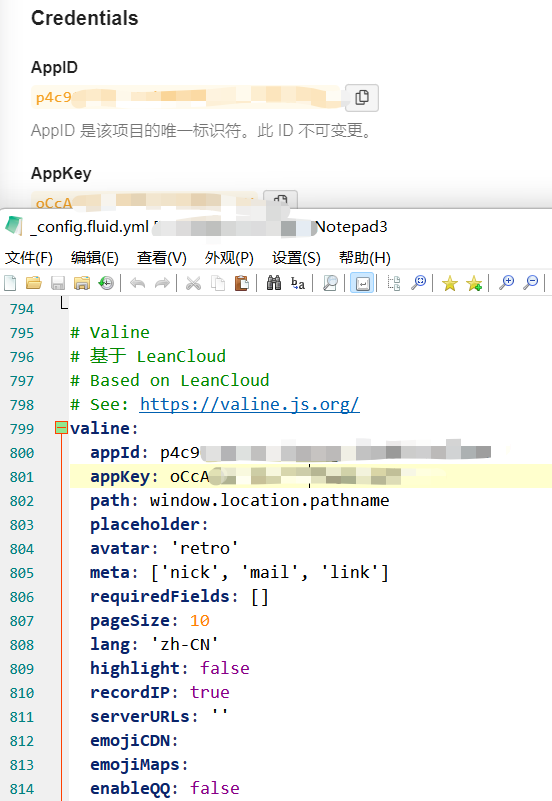 Credentials
AppID
p4c9
AppID 是该项目的唯一标识符。此 ID 不可变更。
AppKey
oCcA
_config.fluid.yml Notepad3
文件(F) 编辑(E) 查看(V) 外观(P) 设置(S) 帮助(H)
794
795 # Valine
796 # 基于 LeanCloud
797 # Based on LeanCloud
798 # See: https://valine.js.org/
799 valine:
800 appId: p4c9
801 appKey: oCcA
802 path: window.location.pathname
803 placeholder:
804 avatar: 'retro'
805 meta: ['nick', 'mail', 'link']
806 requiredFields: []
807 pageSize: 10
808 lang: 'zh-CN'
809 highlight: false
810 recordIP: true
811 serverURLs: ''
812 emojiCDN:
813 emojiMaps:
814 enableQQ: false